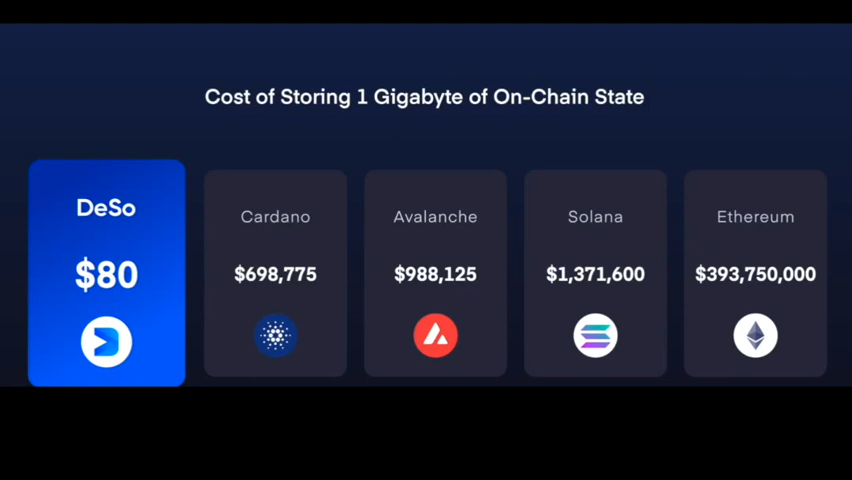 Cost of Storing 1 Gigabyte of On-Chain State
DeSo
$80
Cardano
$698,775
Avalanche
$988,125
Solana
$1,371,600
Ethereum
$393,750,000